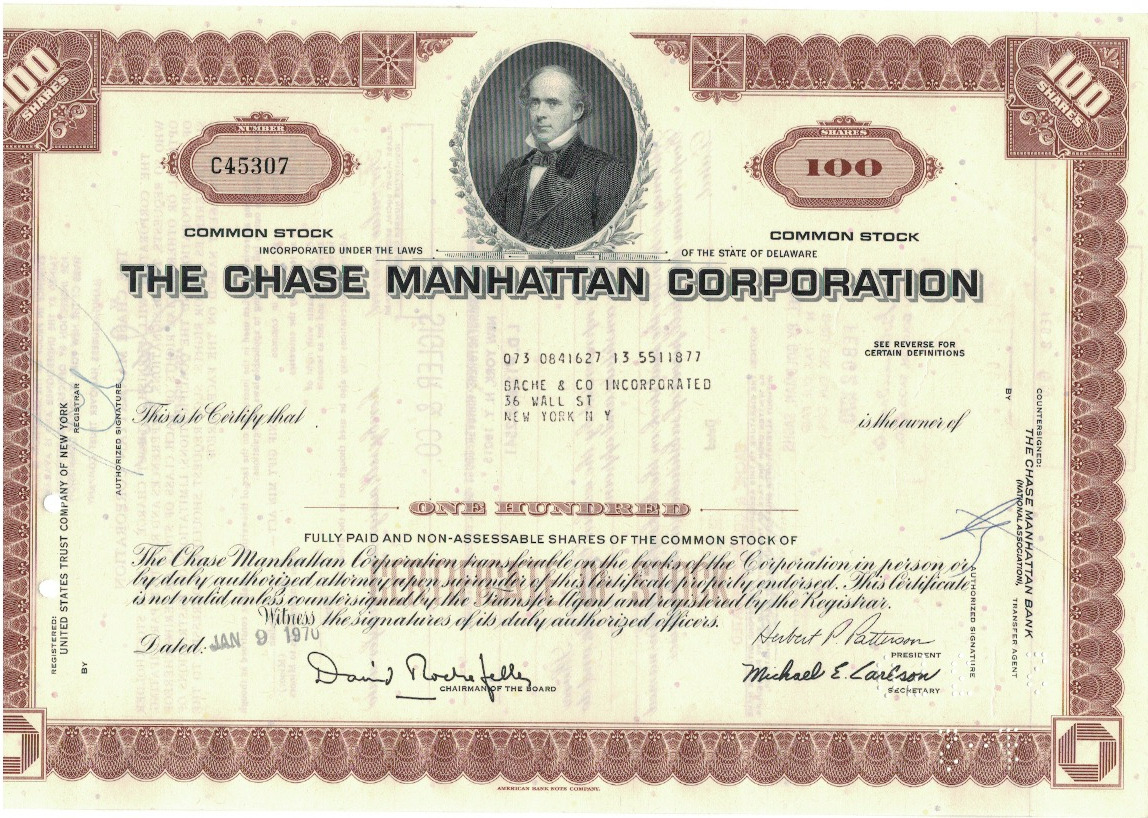 100
SHARES
100
SHARES
NUMBER
C45307
SHARES
100
COMMON STOCK
COMMON STOCK
INCORPORATED UNDER THE LAWS
OF THE STATE OF DELAWARE
THE CHASE MANHATTAN CORPORATION
SEE REVERSE FOR
CERTAIN DEFINITIONS
073 0841627 13 5511877
BACHE & CO INCORPORATED
36 WALL ST
NEW YORK N Y
This is to Certify that
is the owner of
ONE HUNDRED
FULLY PAID AND NON-ASSESSABLE SHARES OF THE COMMON STOCK OF
The Chase Manhattan Corporation transferable on the books of the Corporation in person or
by duly authorized attorney upon surrender of this Certificate properly endorsed. This Certificate
is not valid unless countersigned by the Transfer Agent and registered by the Registrar.
Witness the signatures of its duly authorized officers.
Dated: JAN 9 1970
David Rockefeller
CHAIRMAN OF THE BOARD
Herbert P. Patterson
PRESIDENT
Michael E. Carlson
SECRETARY
REGISTERED:
UNITED STATES TRUST COMPANY OF NEW YORK
REGISTRAR
BY
AUTHORIZED SIGNATURE
COUNTERSIGNED:
THE CHASE MANHATTAN BANK
(NATIONAL ASSOCIATION),
TRANSFER AGENT
BY
AUTHORIZED SIGNATURE
AMERICAN BANK NOTE COMPANY.